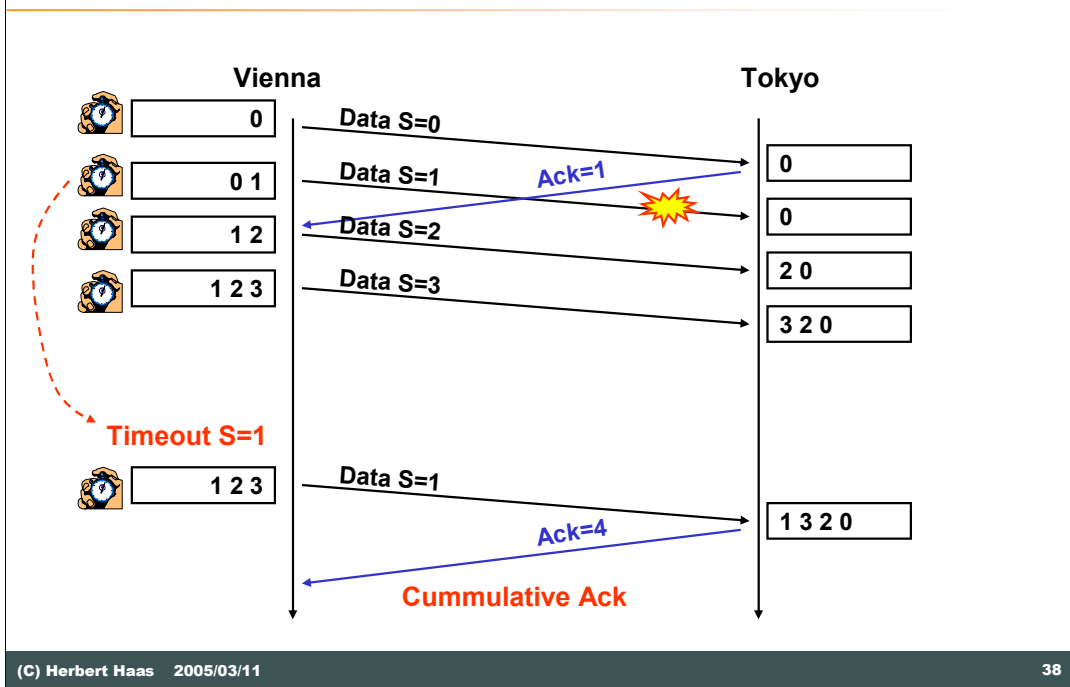 Vienna
Tokyo
0
Data S=0
0
0 1
Data S=1
Ack=1
0
1 2
Data S=2
2 0
1 2 3
Data S=3
3 2 0
Timeout S=1
1 2 3
Data S=1
1 3 2 0
Ack=4
Cummulative Ack
(C) Herbert Haas 2005/03/11
38